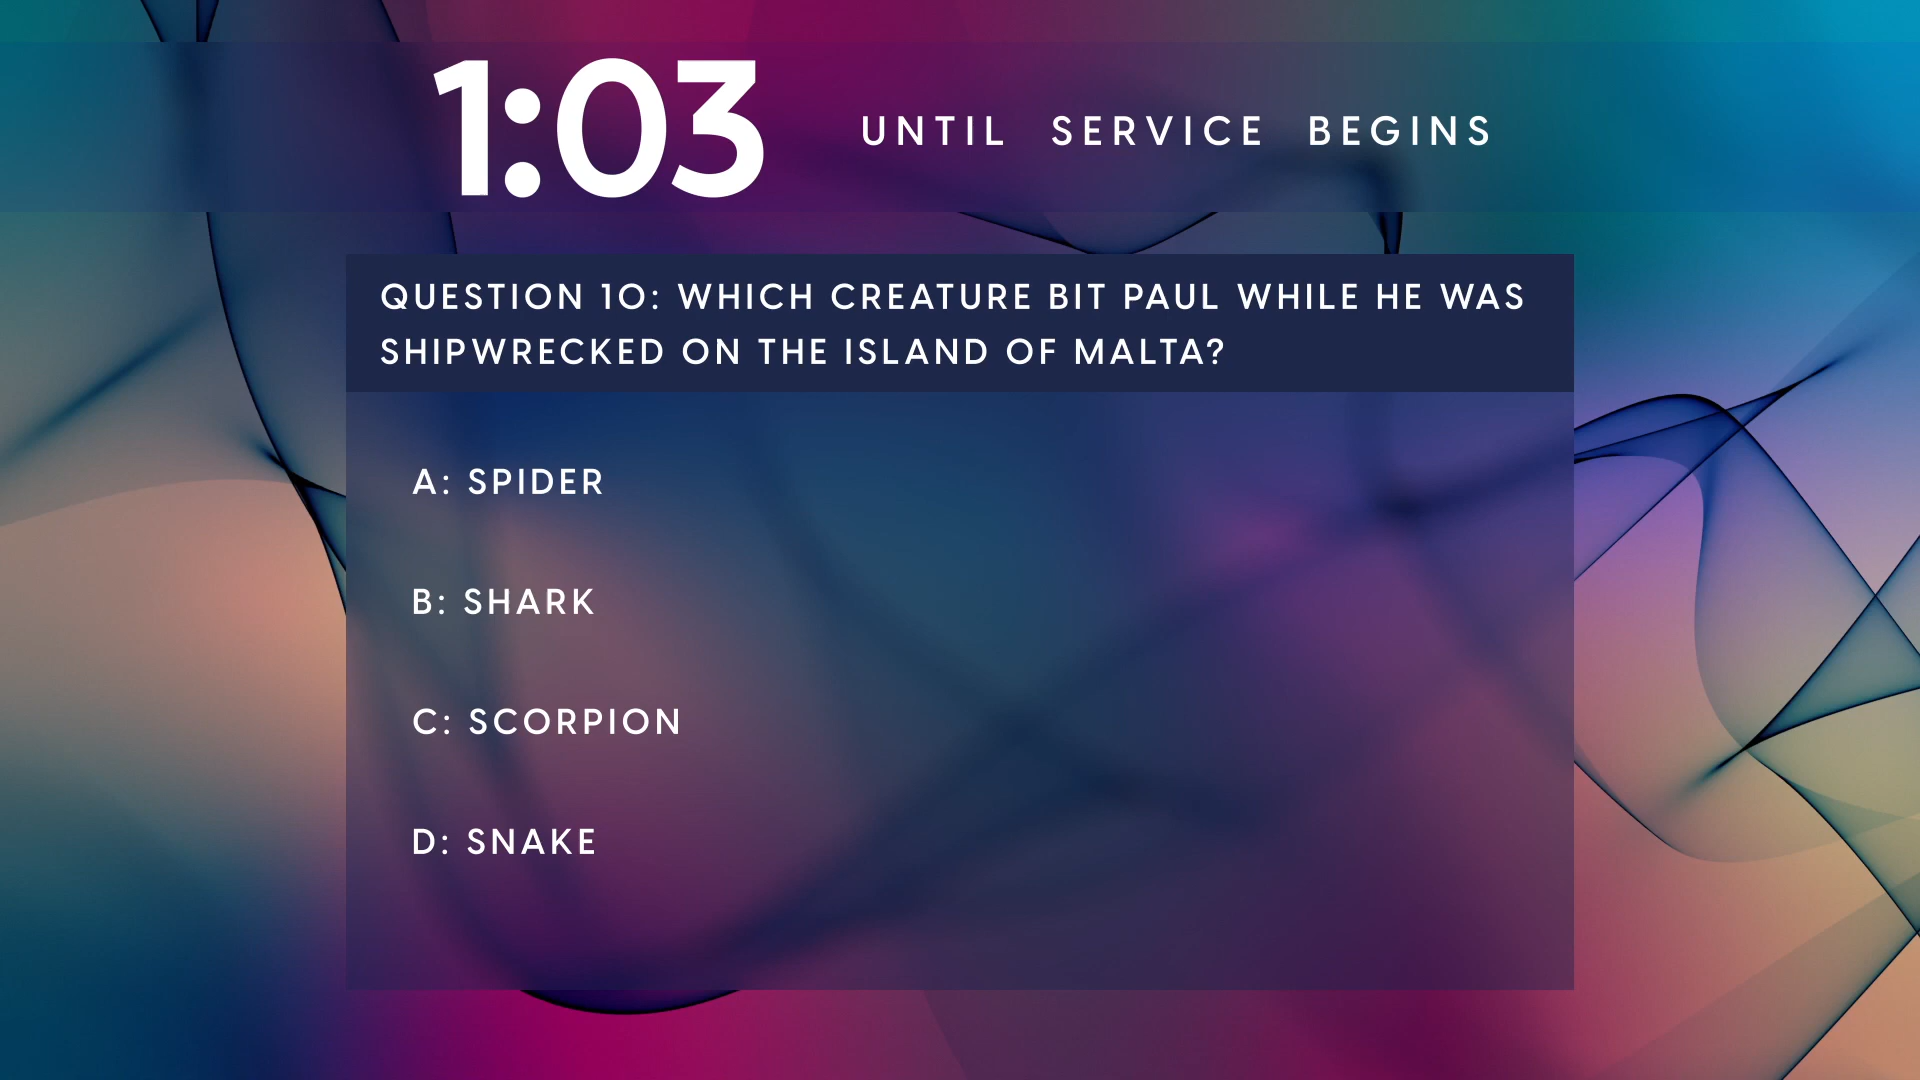 1:03 UNTIL SERVICE BEGINS
QUESTION 10: WHICH CREATURE BIT PAUL WHILE HE WAS
SHIPWRECKED ON THE ISLAND OF MALTA?
A: SPIDER
B: SHARK
C: SCORPION
D: SNAKE